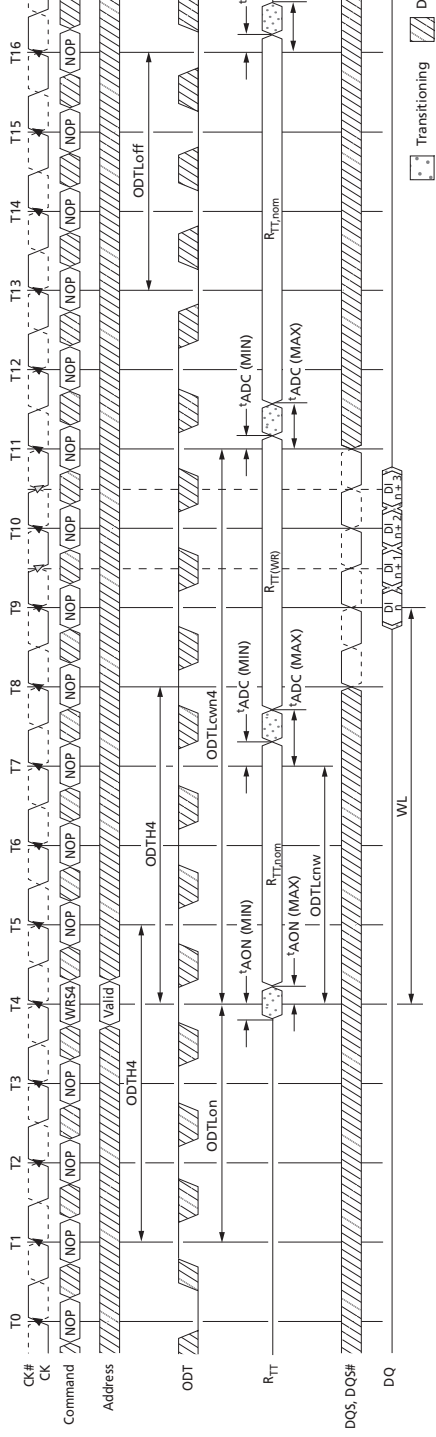 T0 T1 T2 T3 T4 T5 T6 T7 T8 T9 T10 T11 T12 T13 T14 T15 T16
CK#
CK
Command NOP NOP NOP NOP WRS4 NOP NOP NOP NOP NOP NOP NOP NOP NOP NOP NOP NOP
Address Valid
ODTH4 ODTH4 ODTLoff
ODT
ODTLon ODTLcwn4
tAON (MIN) tADC (MIN) tADC (MIN) t
RTT RTT,nom RTT(WR) RTT,nom
tAON (MAX) tADC (MAX) tADC (MAX)
ODTLcnw
DQS, DQS#
WL
DQ DI n DI n + 1 DI n + 2 DI n + 3
Transitioning D